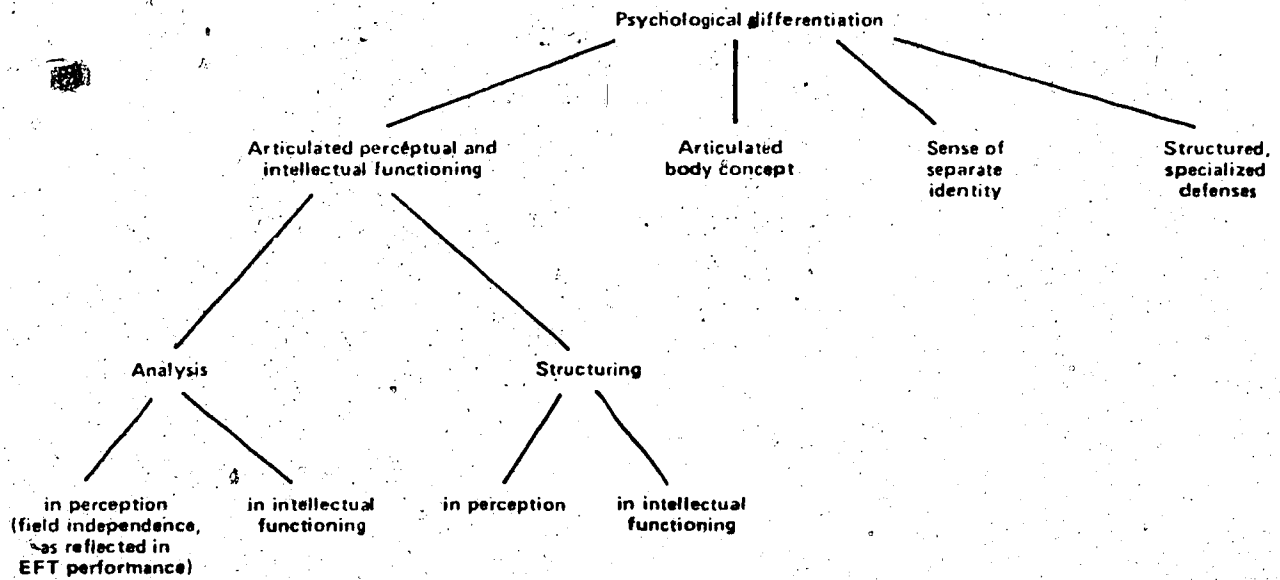 Psychological differentiation
Articulated perceptual and
intellectual functioning
Articulated
body concept
Sense of
separate
identity
Structured,
specialized
defenses
Analysis
Structuring
in perception
(field independence,
as reflected in
EFT performance)
in intellectual
functioning
in perception
in intellectual
functioning